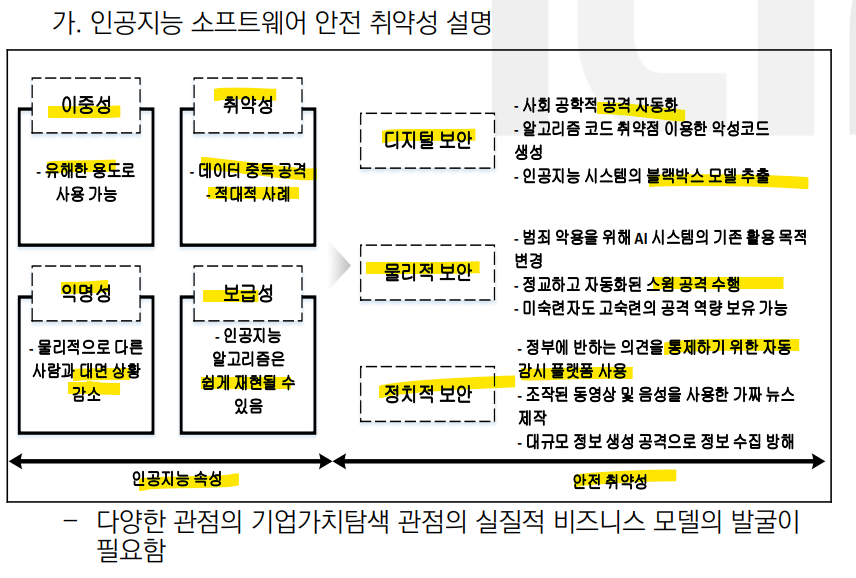 가. 인공지능 소프트웨어 안전 취약성 설명
이중성
- 유해한 용도로
사용 가능
취약성
- 데이터 중독 공격
- 적대적 사례
익명성
- 물리적으로 다른
사람과 대면 상황
감소
보급성
- 인공지능
알고리즘은
쉽게 재현될 수
있음
디지털 보안
- 사회 공학적 공격 자동화
- 알고리즘 코드 취약점 이용한 악성코드
생성
- 인공지능 시스템의 블랙박스 모델 추출
물리적 보안
- 범죄 악용을 위해 AI 시스템의 기존 활용 목적
변경
- 정교하고 자동화된 스웜 공격 수행
- 미숙련자도 고숙련의 공격 역량 보유 가능
정치적 보안
- 정부에 반하는 의견을 통제하기 위한 자동
감시 플랫폼 사용
- 조작된 동영상 및 음성을 사용한 가짜 뉴스
제작
- 대규모 정보 생성 공격으로 정보 수집 방해
인공지능 속성
안전 취약성
– 다양한 관점의 기업가치탐색 관점의 실질적 비즈니스 모델의 발굴이
필요함